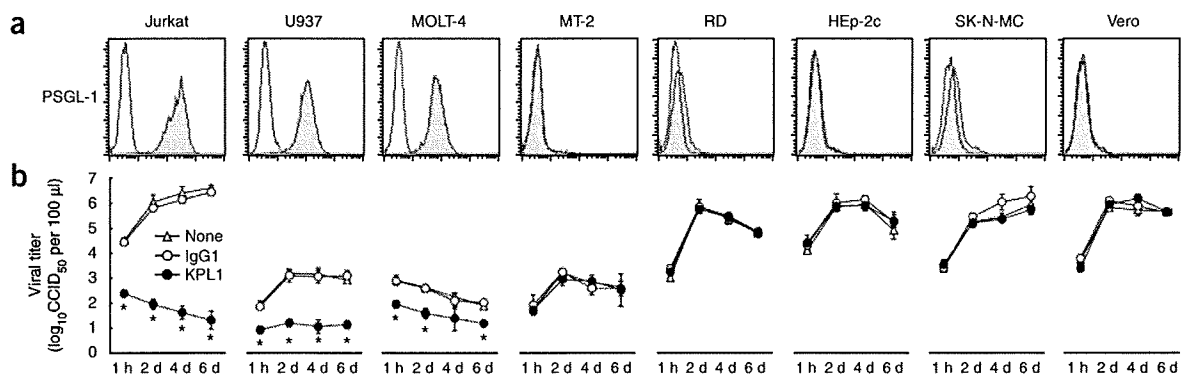 a
Jurkat
U937
MOLT-4
MT-2
RD
HEp-2c
SK-N-MC
Vero
PSGL-1
b
Viral titer
(log10CCID50 per 100 µl)
7
6
5
4
3
2
1
0
None
IgG1
KPL1
* * * *
* * * *
* * *
1 h 2 d 4 d 6 d
1 h 2 d 4 d 6 d
1 h 2 d 4 d 6 d
1 h 2 d 4 d 6 d
1 h 2 d 4 d 6 d
1 h 2 d 4 d 6 d
1 h 2 d 4 d 6 d
1 h 2 d 4 d 6 d